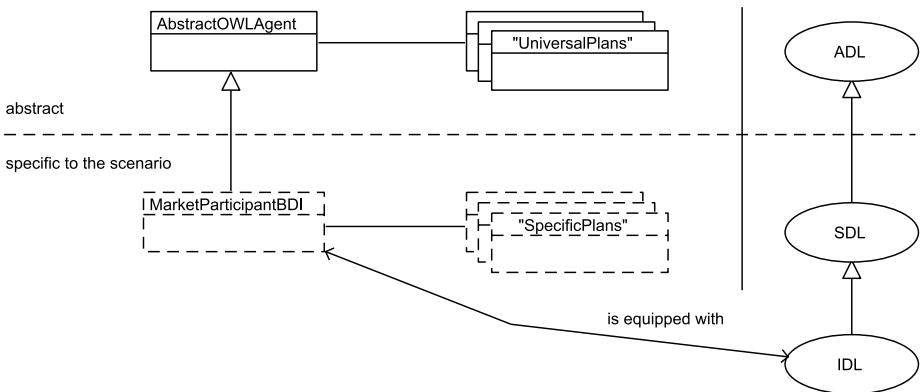 AbstractOWLAgent
"UniversalPlans"
ADL
abstract
specific to the scenario
MarketParticipantBDI
"SpecificPlans"
SDL
is equipped with
IDL